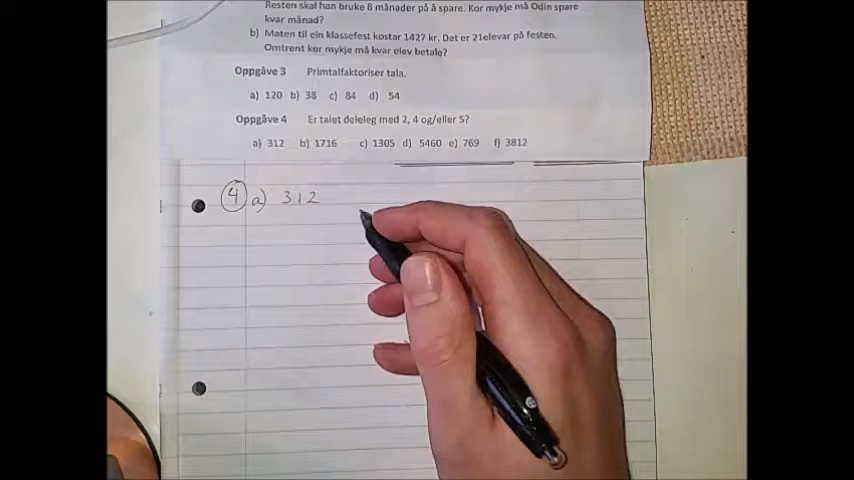 Resten skal han bruke 8 månader på å spare. Kor mykje må Odin spare
kvar månad?
b) Maten til ein klassefest kostar 1427 kr. Det er 21elevar på festen.
Omtrent kor mykje må kvar elev betale?
Oppgåve 3 Primtalfaktoriser tala.
a) 120 b) 38 c) 84 d) 54
Oppgåve 4 Er talet deleleg med 2, 4 og/eller 5?
a) 312 b) 1716 c) 1305 d) 5460 e) 769 f) 3812
4 a) 312